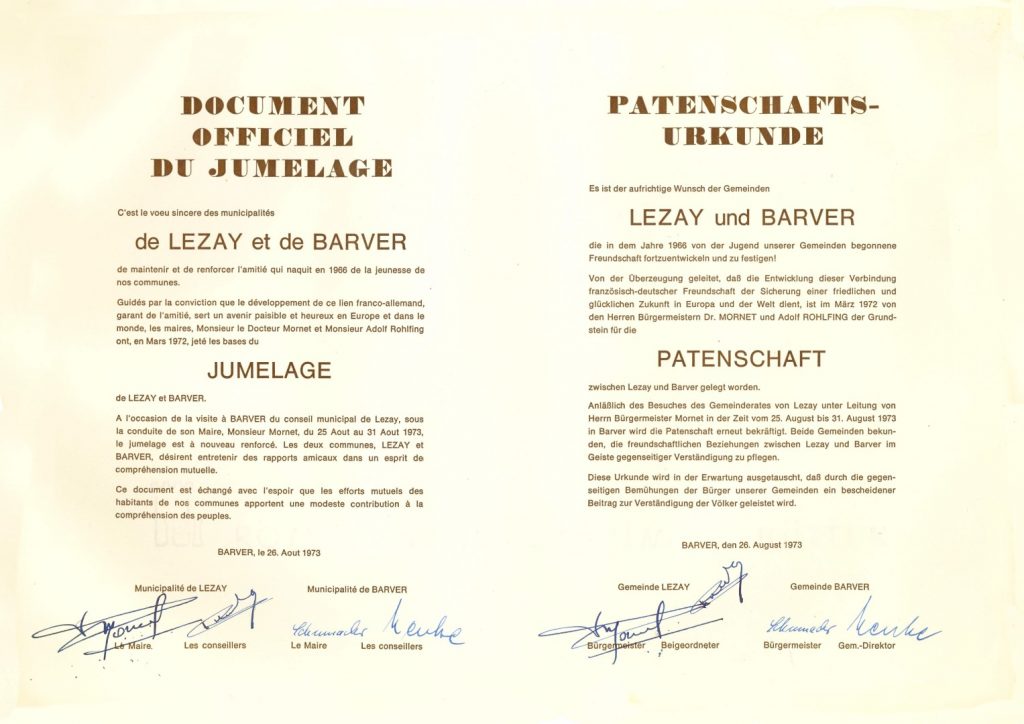 DOCUMENT
OFFICIEL
DU JUMELAGE
C'est le voeu sincere des municipalités
de LEZAY et de BARVER
de maintenir et de renforcer l'amitié qui naquit en 1966 de la jeunesse de
nos communes.
Guidés par la conviction que le développement de ce lien franco-allemand,
garant de l'amitié, sert un avenir paisible et heureux en Europe et dans le
monde, les maires, Monsieur le Docteur Mornet et Monsieur Adolf Rohlfing
ont, en Mars 1972, jeté les bases du
JUMELAGE
de LEZAY et BARVER.
A l'occasion de la visite à BARVER du conseil municipal de Lezay, sous
la conduite de son Maire, Monsieur Mornet, du 25 Aout au 31 Aout 1973,
le jumelage est à nouveau renforcé. Les deux communes, LEZAY et
BARVER, désirent entretenir des rapports amicaux dans un esprit de
compréhension mutuelle.
Ce document est échangé avec l'espoir que les efforts mutuels des
habitants de nos communes apportent une modeste contribution à la
compréhension des peuples.
BARVER, le 26. Aout 1973
Municipalité de LEZAY Municipalité de BARVER
Mornet Schumacher Menke
Le Maire. Les conseillers Le Maire Les conseillers
PATENSCHAFTS-
URKUNDE
Es ist der aufrichtige Wunsch der Gemeinden
LEZAY und BARVER
die in dem Jahre 1966 von der Jugend unserer Gemeinden begonnene
Freundschaft fortzuentwickeln und zu festigen!
Von der Überzeugung geleitet, daß die Entwicklung dieser Verbindung
französisch-deutscher Freundschaft der Sicherung einer friedlichen und
glücklichen Zukunft in Europa und der Welt dient, ist im März 1972 von
den Herren Bürgermeistern Dr. MORNET und Adolf ROHLFING der Grund-
stein für die
PATENSCHAFT
zwischen Lezay und Barver gelegt worden.
Anläßlich des Besuches des Gemeinderates von Lezay unter Leitung von
Herrn Bürgermeister Mornet in der Zeit vom 25. August bis 31. August 1973
in Barver wird die Patenschaft erneut bekräftigt. Beide Gemeinden bekun-
den, die freundschaftlichen Beziehungen zwischen Lezay und Barver im
Geiste gegenseitiger Verständigung zu pflegen.
Diese Urkunde wird in der Erwartung ausgetauscht, daß durch die gegen-
seitigen Bemühungen der Bürger unserer Gemeinden ein bescheidener
Beitrag zur Verständigung der Völker geleistet wird.
BARVER, den 26. August 1973
Gemeinde LEZAY Gemeinde BARVER
Mornet Schumacher Menke
Bürgermeister Beigeordneter Bürgermeister Gem.-Direktor